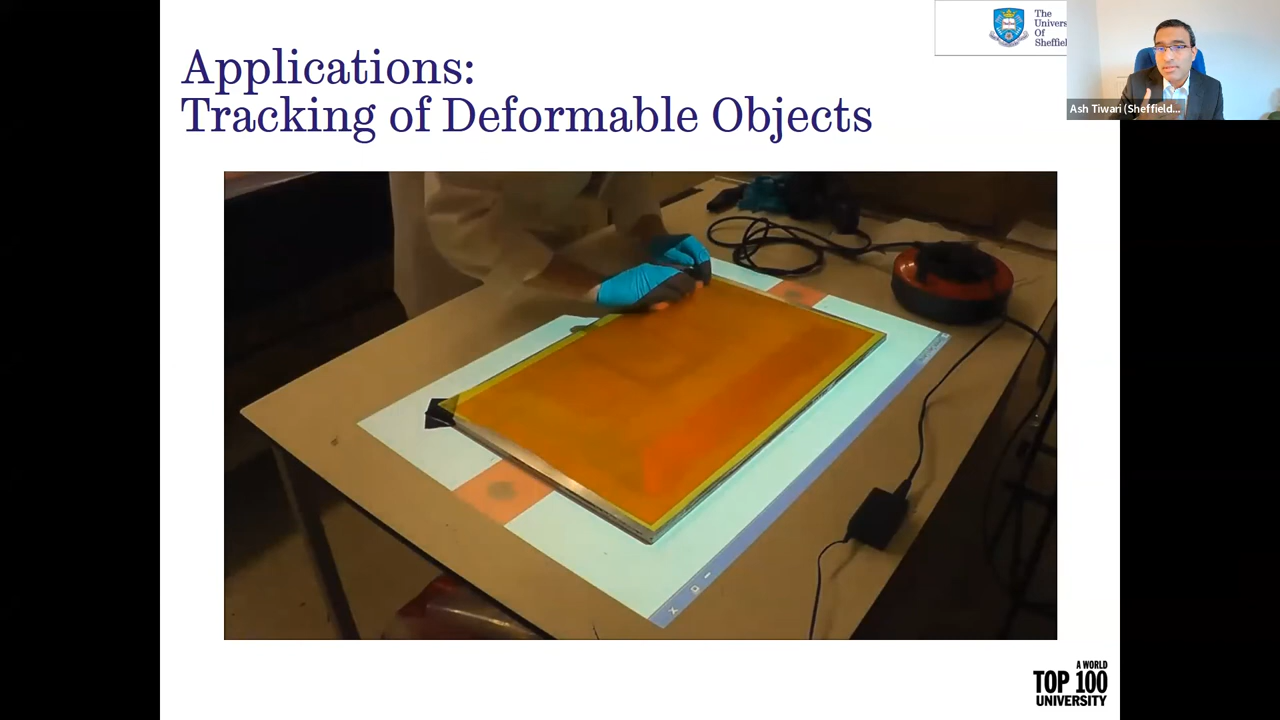 Applications:
Tracking of Deformable Objects
The
Univers
Of
Sheffiel
Ash Tiwari (Sheffield...
A WORLD
TOP 100
UNIVERSITY